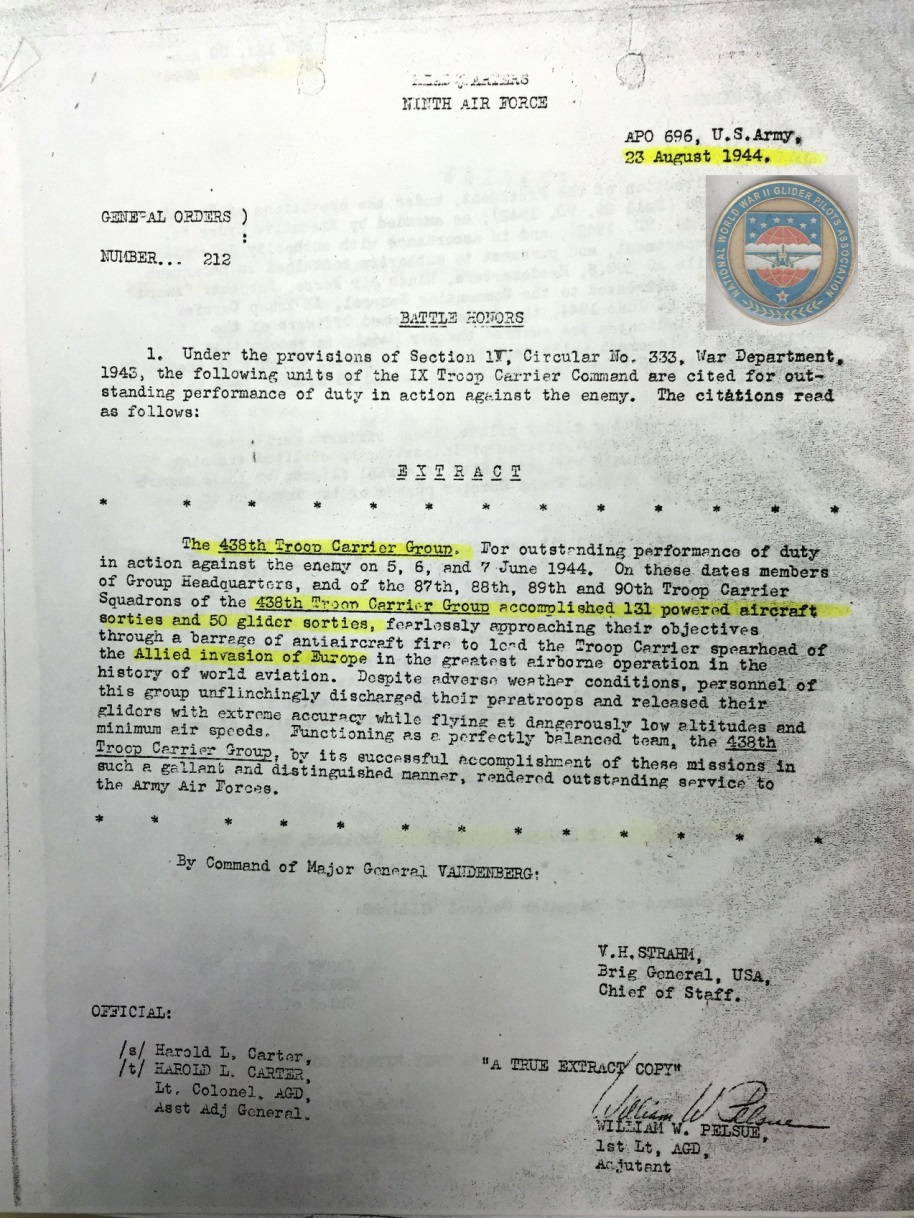 HEADQUARTERS
NINTH AIR FORCE
APO 696, U.S.Army,
23 August 1944.
GENERAL ORDERS )
:
NUMBER... 212
NATIONAL WORLD WAR II GLIDER PILOTS ASSOCIATION
BATTLE HONORS
1. Under the provisions of Section IV, Circular No. 333, War Department,
1943, the following units of the IX Troop Carrier Command are cited for out-
standing performance of duty in action against the enemy. The citations read
as follows:
E X T R A C T
* * * * * * * * * * * *
The 438th Troop Carrier Group. For outstanding performance of duty
in action against the enemy on 5, 6, and 7 June 1944. On these dates members
of Group Headquarters, and of the 87th, 88th, 89th and 90th Troop Carrier
Squadrons of the 438th Troop Carrier Group accomplished 131 powered aircraft
sorties and 50 glider sorties, fearlessly approaching their objectives
through a barrage of antiaircraft fire to lead the Troop Carrier spearhead of
the Allied invasion of Europe in the greatest airborne operation in the
history of world aviation. Despite adverse weather conditions, personnel of
this group unflinchingly discharged their paratroops and released their
gliders with extreme accuracy while flying at dangerously low altitudes and
minimum air speeds. Functioning as a perfectly balanced team, the 438th
Troop Carrier Group, by its successful accomplishment of these missions in
such a gallant and distinguished manner, rendered outstanding service to
the Army Air Forces.
* * * * * * * * * * *
By Command of Major General VANDENBERG:
V.H.STRAHM,
Brig General, USA,
Chief of Staff.
OFFICIAL:
/s/ Harold L. Carter,
/t/ HAROLD L. CARTER,
Lt. Colonel, AGD,
Asst Adj General.
"A TRUE EXTRACT COPY"
William W Pelsue
WILLIAM W. PELSUE,
1st Lt, AGD,
Adjutant